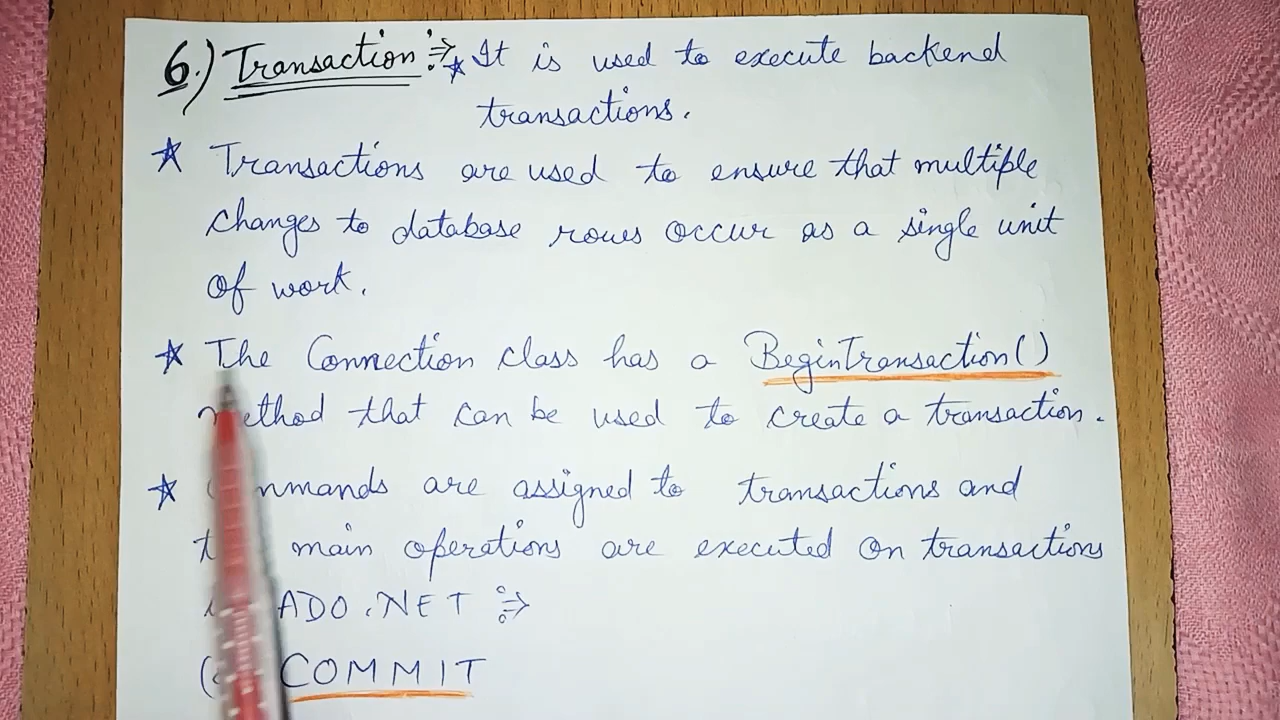 6.) Transaction :⇒ ★ It is used to execute backend
transactions.
★ Transactions are used to ensure that multiple
changes to database rows occur as a single unit
of work.
★ The Connection class has a BeginTransaction()
method that can be used to create a transaction.
★ Commands are assigned to transactions and
main operations are executed on transactions
ADO.NET :⇒
COMMIT